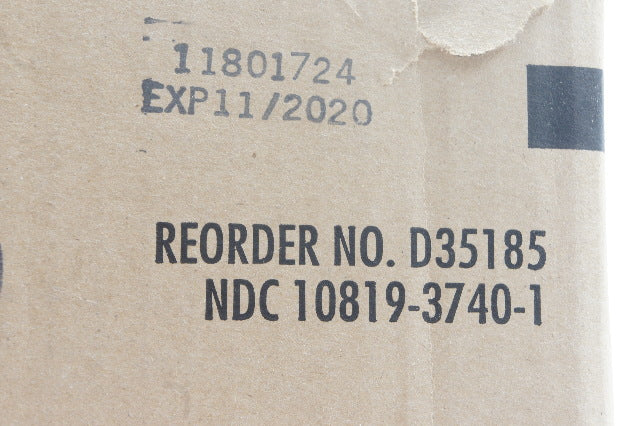 11801724
EXP11/2020
REORDER NO. D35185
NDC 10819-3740-1